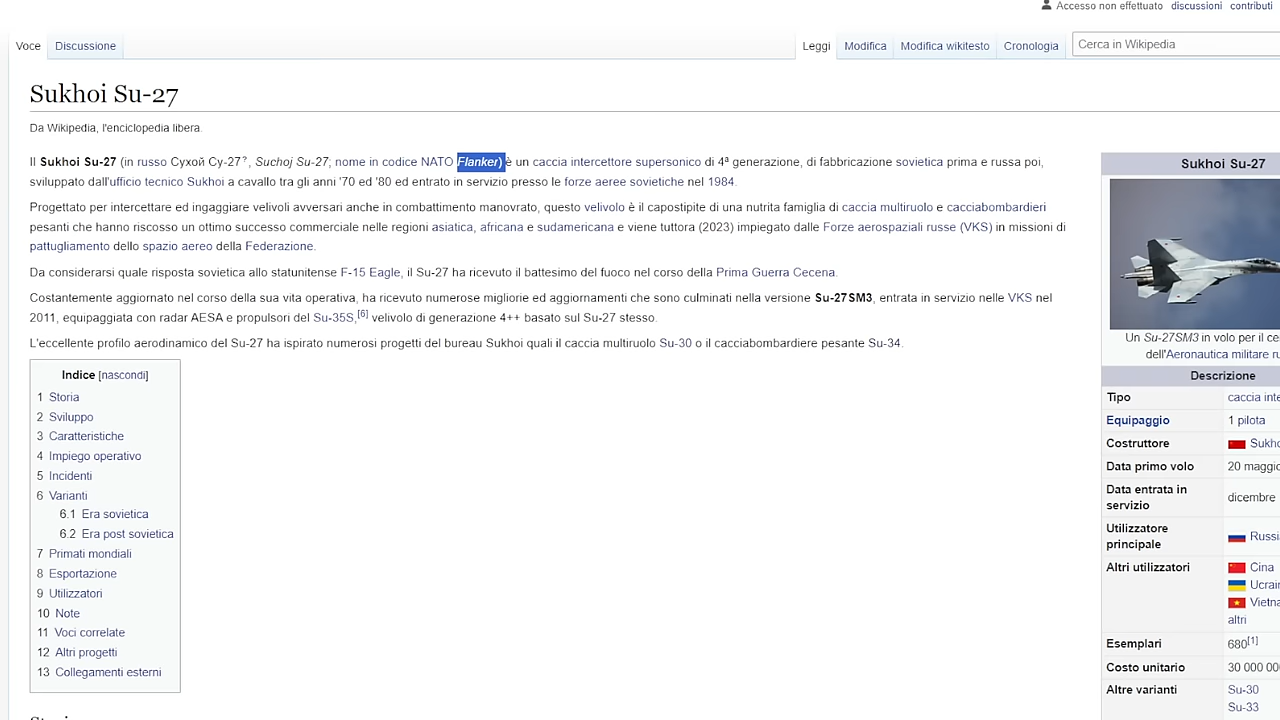 Accesso non effettuato discussioni contributi
Voce Discussione Leggi Modifica Modifica wikitesto Cronologia Cerca in Wikipedia
Sukhoi Su-27
Da Wikipedia, l'enciclopedia libera.
Il Sukhoi Su-27 (in russo Сухой Су-27?, Suchoj Su-27; nome in codice NATO Flanker) è un caccia intercettore supersonico di 4ª generazione, di fabbricazione sovietica prima e russa poi,
sviluppato dall'ufficio tecnico Sukhoi a cavallo tra gli anni '70 ed '80 ed entrato in servizio presso le forze aeree sovietiche nel 1984.
Progettato per intercettare ed ingaggiare velivoli avversari anche in combattimento manovrato, questo velivolo è il capostipite di una nutrita famiglia di caccia multiruolo e cacciabombardieri
pesanti che hanno riscosso un ottimo successo commerciale nelle regioni asiatica, africana e sudamericana e viene tuttora (2023) impiegato dalle Forze aerospaziali russe (VKS) in missioni di
pattugliamento dello spazio aereo della Federazione.
Da considerarsi quale risposta sovietica allo statunitense F-15 Eagle, il Su-27 ha ricevuto il battesimo del fuoco nel corso della Prima Guerra Cecena.
Costantemente aggiornato nel corso della sua vita operativa, ha ricevuto numerose migliorie ed aggiornamenti che sono culminati nella versione Su-27SM3, entrata in servizio nelle VKS nel
2011, equipaggiata con radar AESA e propulsori del Su-35S,[6] velivolo di generazione 4++ basato sul Su-27 stesso.
L'eccellente profilo aerodinamico del Su-27 ha ispirato numerosi progetti del bureau Sukhoi quali il caccia multiruolo Su-30 o il cacciabombardiere pesante Su-34.
Indice [nascondi]
1 Storia
2 Sviluppo
3 Caratteristiche
4 Impiego operativo
5 Incidenti
6 Varianti
6.1 Era sovietica
6.2 Era post sovietica
7 Primati mondiali
8 Esportazione
9 Utilizzatori
10 Note
11 Voci correlate
12 Altri progetti
13 Collegamenti esterni
Sukhoi Su-27
Un Su-27SM3 in volo per il ce
dell'Aeronautica militare ru
Descrizione
Tipo caccia inte
Equipaggio 1 pilota
Costruttore Sukho
Data primo volo 20 maggio
Data entrata in
servizio dicembre
Utilizzatore
principale Russi
Altri utilizzatori Cina
Ucrai
Vietna
altri
Esemplari 680[1]
Costo unitario 30 000 00
Altre varianti Su-30
Su-33